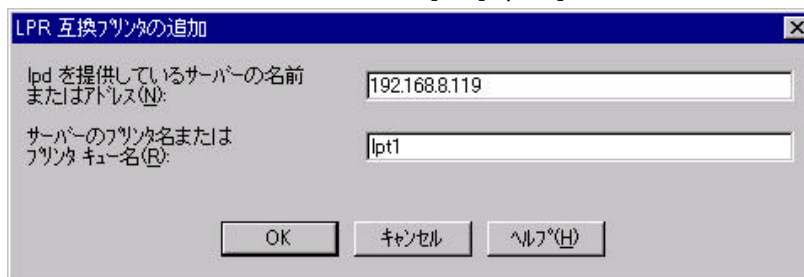 LPR 互換ﾌﾟﾘﾝﾀの追加
lpd を提供しているサーバーの名前
またはアドレス(N):
192.168.8.119
サーバーのﾌﾟﾘﾝﾀ名または
ﾌﾟﾘﾝﾀ キュー名(R):
lpt1
OK
キャンセル
ﾍﾙﾌﾟ(H)